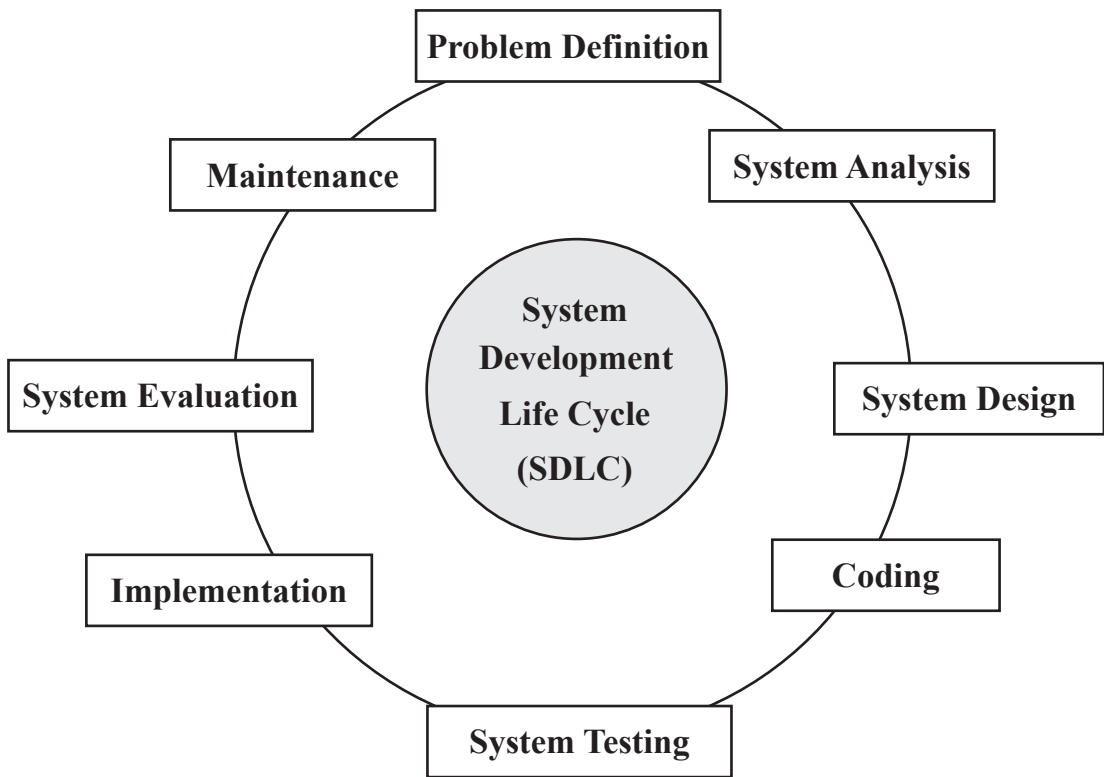 Problem Definition
System Analysis
System Design
Coding
System Testing
Implementation
System Evaluation
Maintenance
System
Development
Life Cycle
(SDLC)